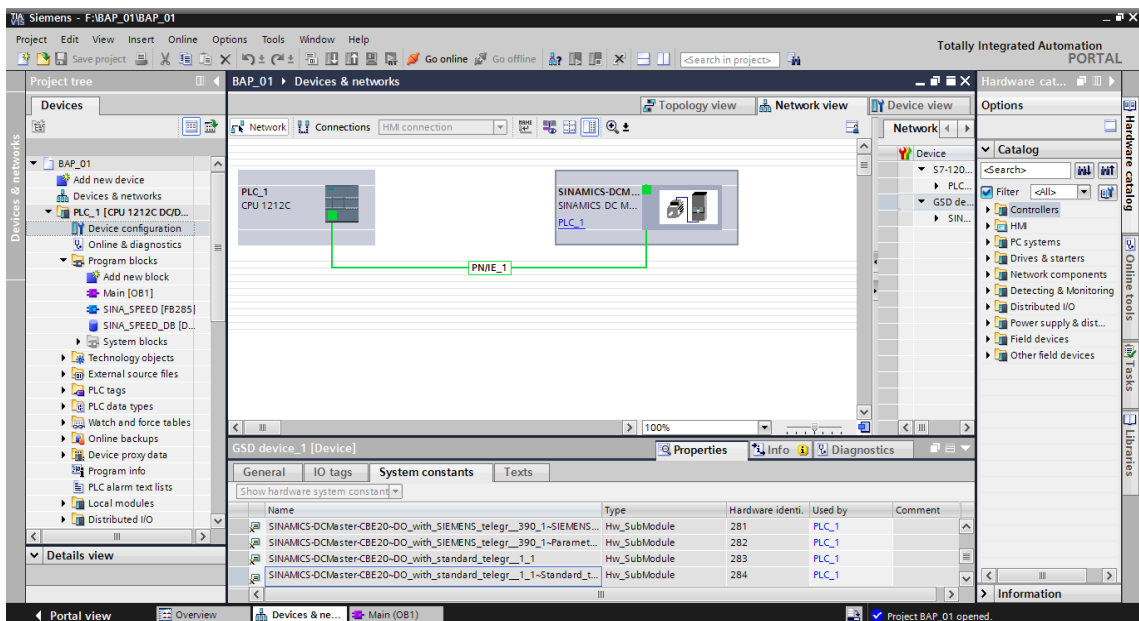 Siemens - F:\BAP_01\BAP_01
Project Edit View Insert Online Options Tools Window Help
Totally Integrated Automation
PORTAL
Save project Go online Go offline <Search in project>
Project tree
BAP_01 Devices & networks
Hardware cat...
Devices
Topology view Network view Device view
Options
Network Connections HMI connection
Network
Device
S7-120...
PLC...
GSD de...
SIN...
Devices & networks
BAP_01
Add new device
Devices & networks
PLC_1 [CPU 1212C DC/D...
Device configuration
Online & diagnostics
Program blocks
Add new block
Main [OB1]
SINA_SPEED [FB285]
SINA_SPEED_DB [D...
System blocks
Technology objects
External source files
PLC tags
PLC data types
Watch and force tables
Online backups
Device proxy data
Program info
PLC alarm text lists
Local modules
Distributed I/O
Details view
PLC_1
CPU 1212C
SINAMICS-DCM...
SINAMICS DC M...
PLC_1
PN/IE_1
100%
Catalog
<Search>
Filter <All>
Controllers
HMI
PC systems
Drives & starters
Network components
Detecting & Monitoring
Distributed I/O
Power supply & dist...
Field devices
Other field devices
Information
Hardware catalog
Online tools
Tasks
Libraries
GSD device_1 [Device]
Properties Info Diagnostics
General IO tags System constants Texts
Show hardware system constant
Name Type Hardware identi. Used by Comment
SINAMICS-DCMaster-CBE20~DO_with_SIEMENS_telegr__390_1~SIEMENS... Hw_SubModule 281 PLC_1
SINAMICS-DCMaster-CBE20~DO_with_SIEMENS_telegr__390_1~Paramet... Hw_SubModule 282 PLC_1
SINAMICS-DCMaster-CBE20~DO_with_standard_telegr__1_1 Hw_SubModule 283 PLC_1
SINAMICS-DCMaster-CBE20~DO_with_standard_telegr__1_1~Standard_t... Hw_SubModule 284 PLC_1
Portal view Overview Devices & ne... Main (OB1) Project BAP_01 opened.